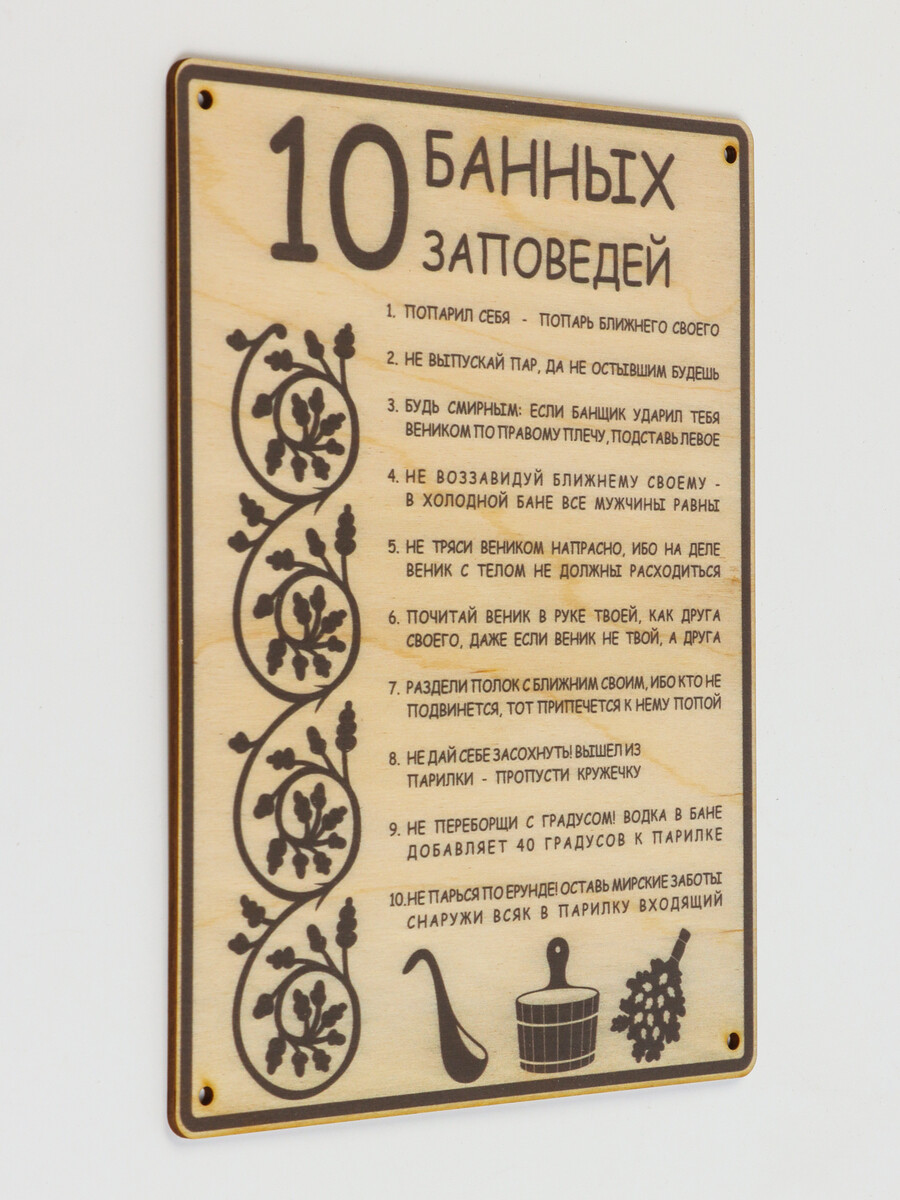 10 БАННЫХ
ЗАПОВЕДЕЙ
1. ПОПАРИЛ СЕБЯ - ПОПАРЬ БЛИЖНЕГО СВОЕГО
2. НЕ ВЫПУСКАЙ ПАР, ДА НЕ ОСТЫВШИМ БУДЕШЬ
3. БУДЬ СМИРНЫМ: ЕСЛИ БАНЩИК УДАРИЛ ТЕБЯ
ВЕНИКОМ ПО ПРАВОМУ ПЛЕЧУ, ПОДСТАВЬ ЛЕВОЕ
4. НЕ ВОЗЗАВИДУЙ БЛИЖНЕМУ СВОЕМУ -
В ХОЛОДНОЙ БАНЕ ВСЕ МУЖЧИНЫ РАВНЫ
5. НЕ ТРЯСИ ВЕНИКОМ НАПРАСНО, ИБО НА ДЕЛЕ
ВЕНИК С ТЕЛОМ НЕ ДОЛЖНЫ РАСХОДИТЬСЯ
6. ПОЧИТАЙ ВЕНИК В РУКЕ ТВОЕЙ, КАК ДРУГА
СВОЕГО, ДАЖЕ ЕСЛИ ВЕНИК НЕ ТВОЙ, А ДРУГА
7. РАЗДЕЛИ ПОЛОК С БЛИЖНИМ СВОИМ, ИБО КТО НЕ
ПОДВИНЕТСЯ, ТОТ ПРИПЕЧЕТСЯ К НЕМУ ПОПОЙ
8. НЕ ДАЙ СЕБЕ ЗАСОХНУТЬ! ВЫШЕЛ ИЗ
ПАРИЛКИ - ПРОПУСТИ КРУЖЕЧКУ
9. НЕ ПЕРЕБОРЩИ С ГРАДУСОМ! ВОДКА В БАНЕ
ДОБАВЛЯЕТ 40 ГРАДУСОВ К ПАРИЛКЕ
10. НЕ ПАРЬСЯ ПО ЕРУНДЕ! ОСТАВЬ МИРСКИЕ ЗАБОТЫ
СНАРУЖИ ВСЯК В ПАРИЛКУ ВХОДЯЩИЙ